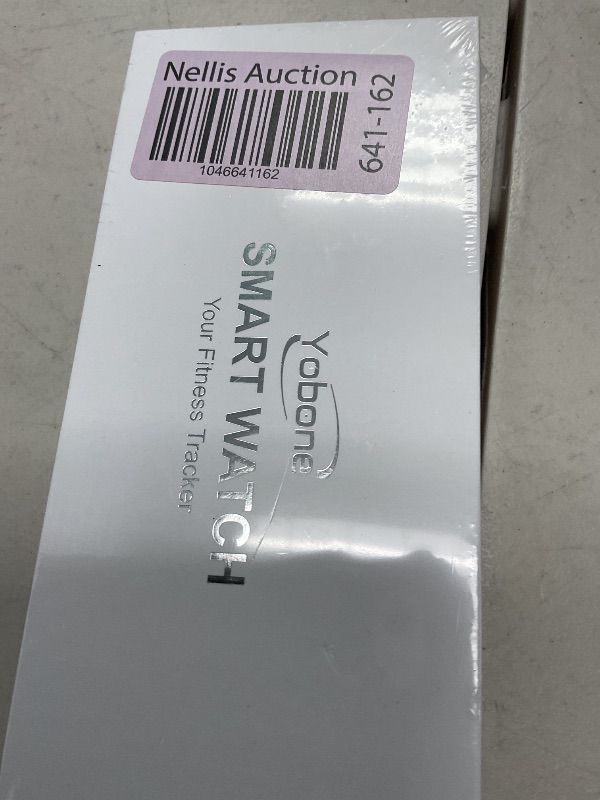 Nellis Auction
641-162
1046641162
Yobone
SMART WATCH
Your Fitness Tracker